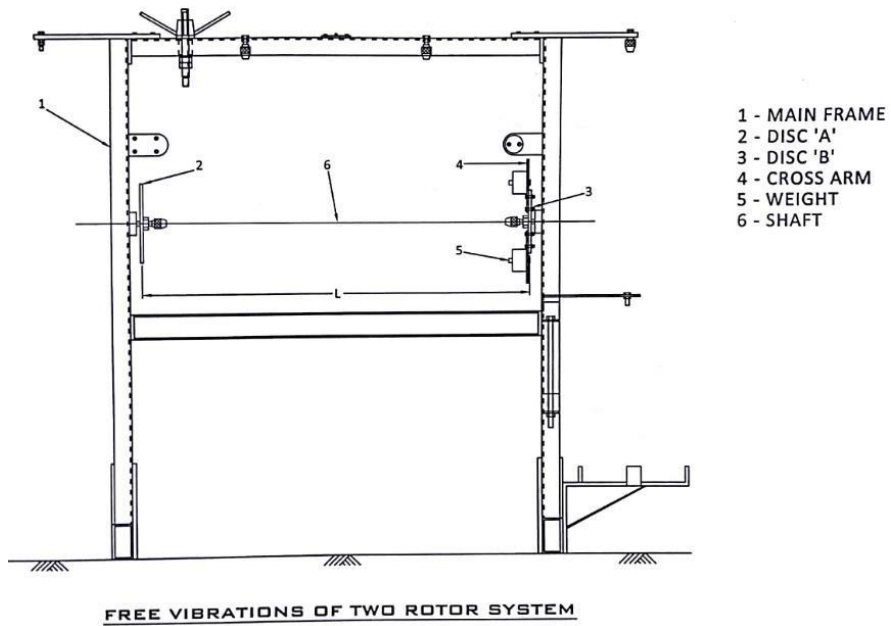 1
2
6
4
3
5
L
1 - MAIN FRAME
2 - DISC 'A'
3 - DISC 'B'
4 - CROSS ARM
5 - WEIGHT
6 - SHAFT
FREE VIBRATIONS OF TWO ROTOR SYSTEM